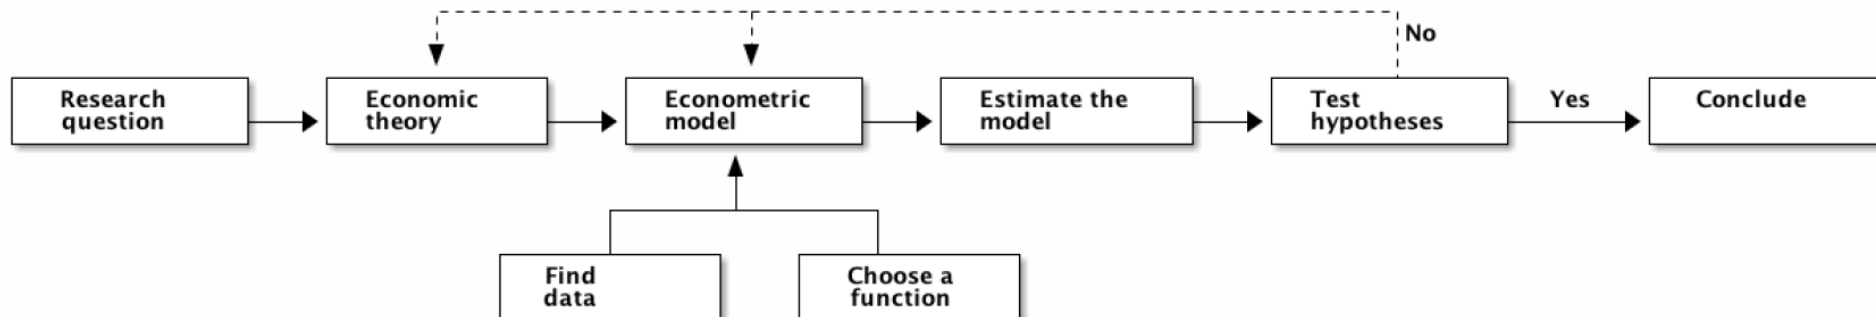 No
Research
question
Economic
theory
Econometric
model
Estimate the
model
Test
hypotheses
Yes
Conclude
Find
data
Choose a
function